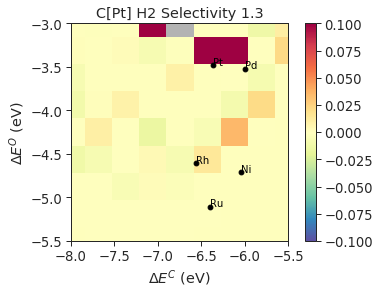 C[Pt] H2 Selectivity 1.3
ΔE^O (eV)
−3.0
−3.5
−4.0
−4.5
−5.0
−5.5
Pt
Pd
Rh
Ni
Ru
−8.0 −7.5 −7.0 −6.5 −6.0 −5.5
ΔE^C (eV)
0.100
0.075
0.050
0.025
0.000
−0.025
−0.050
−0.075
−0.100